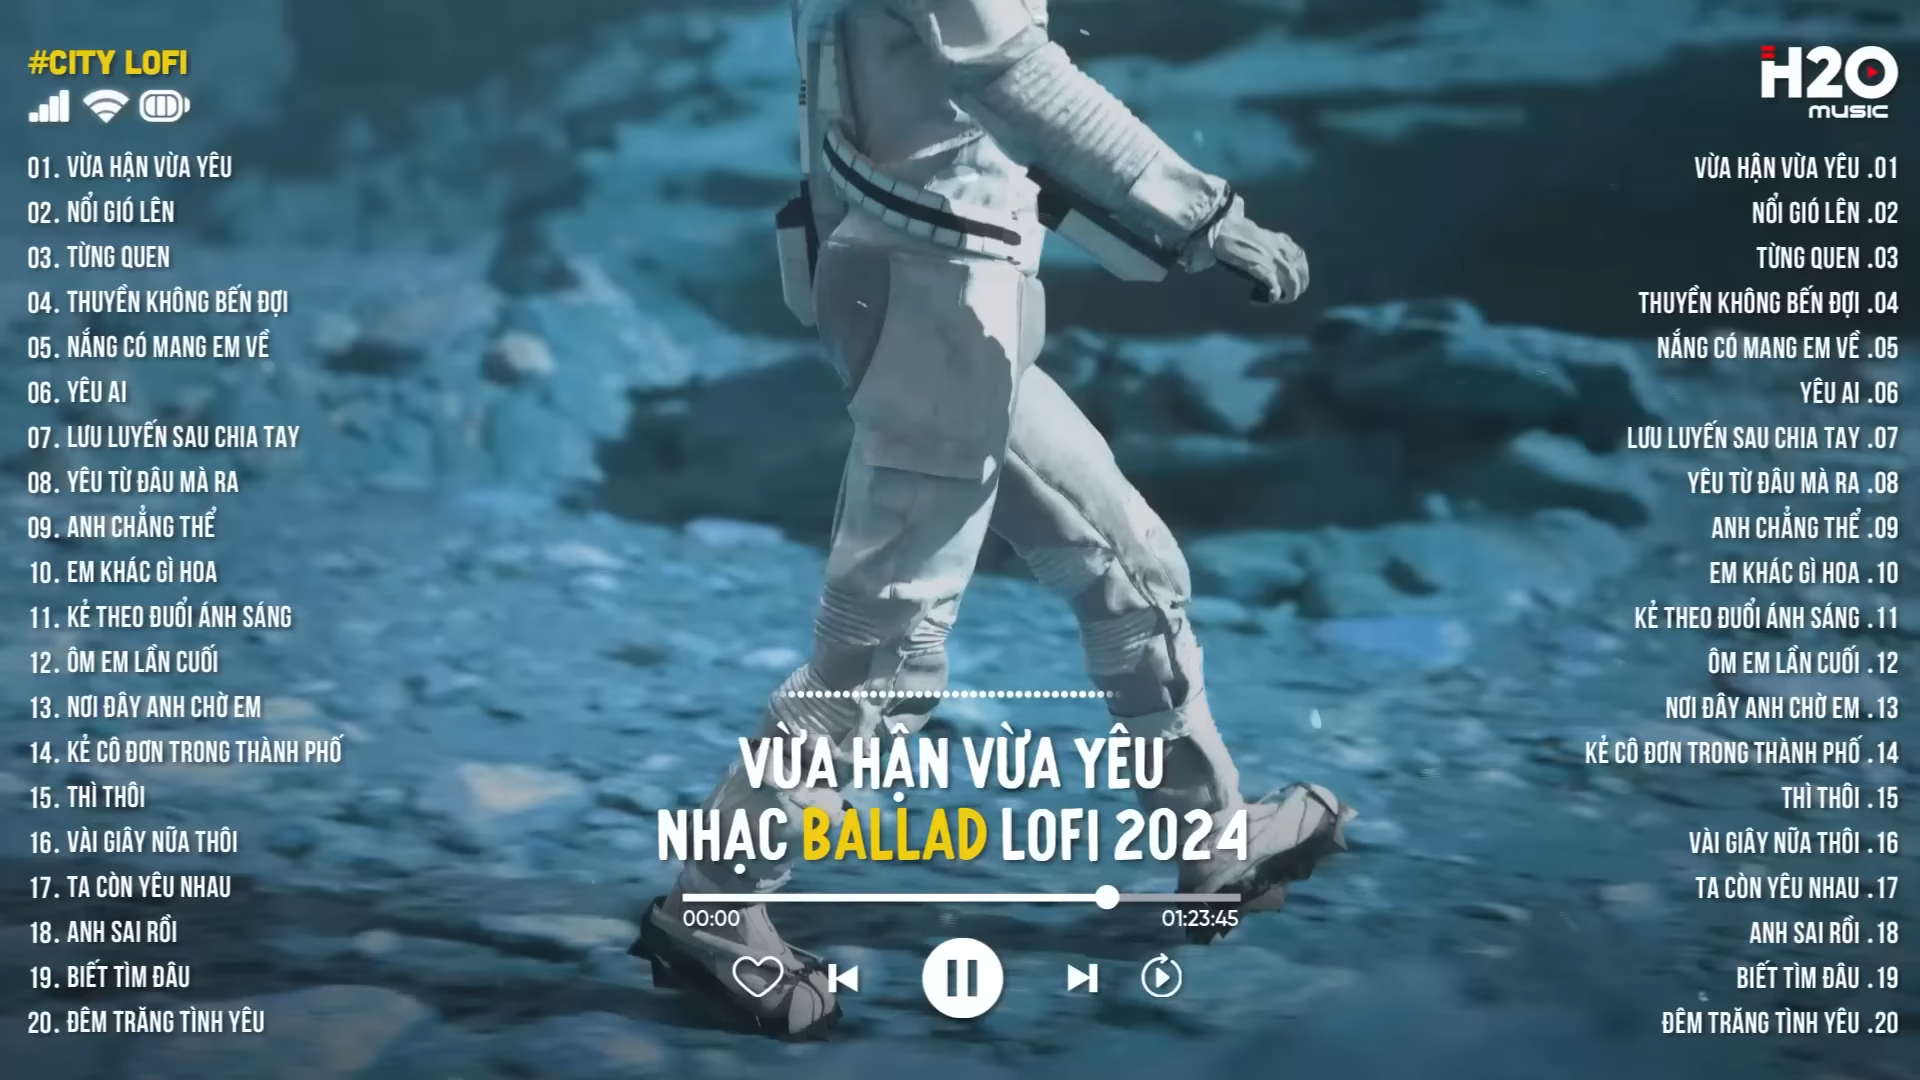 #CITY LOFI
01. VỪA HẬN VỪA YÊU
02. NỔI GIÓ LÊN
03. TỪNG QUEN
04. THUYỀN KHÔNG BẾN ĐỢI
05. NẮNG CÓ MANG EM VỀ
06. YÊU AI
07. LƯU LUYẾN SAU CHIA TAY
08. YÊU TỪ ĐÂU MÀ RA
09. ANH CHẲNG THỂ
10. EM KHÁC GÌ HOA
11. KẺ THEO ĐUỔI ÁNH SÁNG
12. ÔM EM LẦN CUỐI
13. NƠI ĐÂY ANH CHỜ EM
14. KẺ CÔ ĐƠN TRONG THÀNH PHỐ
15. THÌ THÔI
16. VÀI GIÂY NỮA THÔI
17. TA CÒN YÊU NHAU
18. ANH SAI RỒI
19. BIẾT TÌM ĐÂU
20. ĐÊM TRĂNG TÌNH YÊU
VỪA HẬN VỪA YÊU
NHẠC BALLAD LOFI 2024
00:00 01:23:45
H2O
MUSIC
VỪA HẬN VỪA YÊU .01
NỔI GIÓ LÊN .02
TỪNG QUEN .03
THUYỀN KHÔNG BẾN ĐỢI .04
NẮNG CÓ MANG EM VỀ .05
YÊU AI .06
LƯU LUYẾN SAU CHIA TAY .07
YÊU TỪ ĐÂU MÀ RA .08
ANH CHẲNG THỂ .09
EM KHÁC GÌ HOA .10
KẺ THEO ĐUỔI ÁNH SÁNG .11
ÔM EM LẦN CUỐI .12
NƠI ĐÂY ANH CHỜ EM .13
KẺ CÔ ĐƠN TRONG THÀNH PHỐ .14
THÌ THÔI .15
VÀI GIÂY NỮA THÔI .16
TA CÒN YÊU NHAU .17
ANH SAI RỒI .18
BIẾT TÌM ĐÂU .19
ĐÊM TRĂNG TÌNH YÊU .20